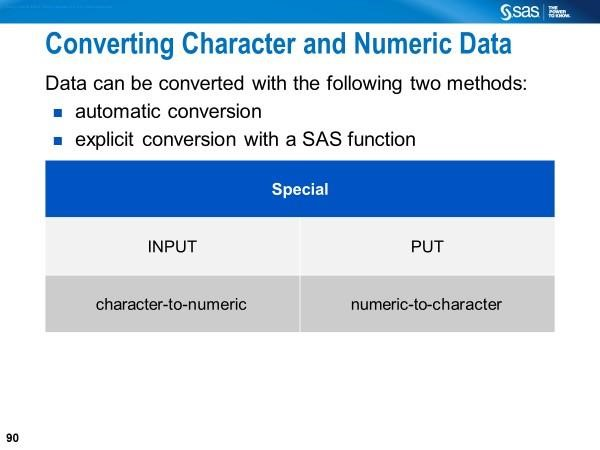 sas
THE
POWER
TO KNOW.
Converting Character and Numeric Data
Data can be converted with the following two methods:
automatic conversion
explicit conversion with a SAS function
Special
INPUT PUT
character-to-numeric numeric-to-character
90